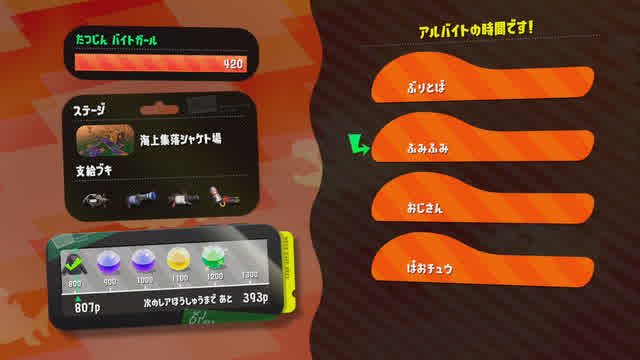 たつじん バイトガール
420
ステージ
海上集落シャケト場
支給ブキ
800 900 1000 1100 1200 1300
807p 次のレアほうしゅうまで あと 393p
アルバイトの時間です!
ぶりとば
ふみふみ
おじさん
ぱおチュウ